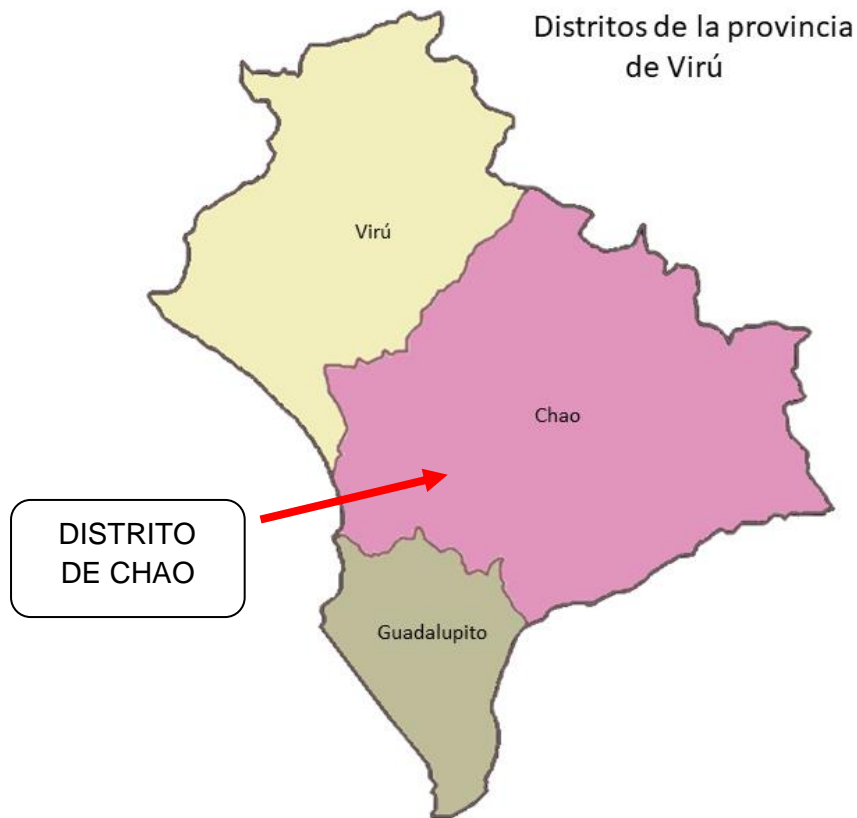 Distritos de la provincia
de Virú
Virú
Chao
DISTRITO
DE CHAO
Guadalupito